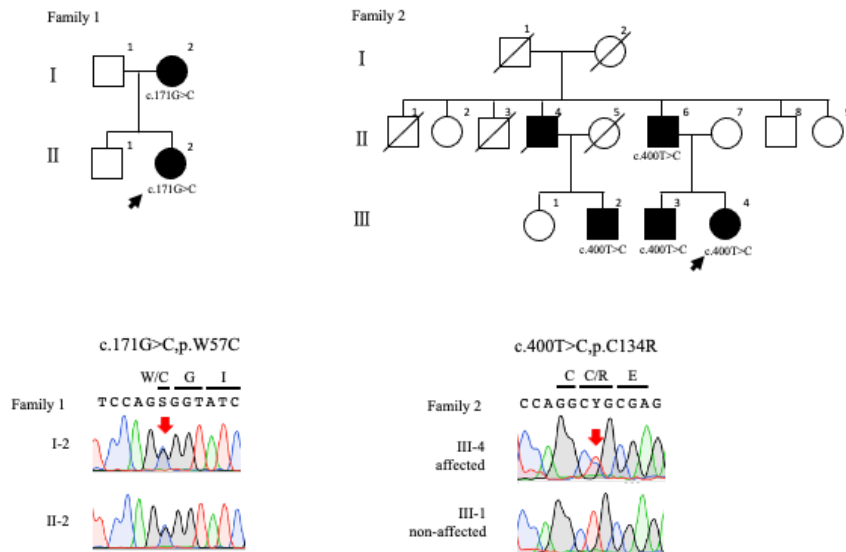 Family 1
Family 2
I
1
2
c.171G>C
II
1
2
c.171G>C
I
1
2
II
1
2
3
4
5
6
7
8
9
c.400T>C
III
1
2
3
4
c.400T>C
c.400T>C
c.400T>C
c.171G>C,p.W57C
W/C G I
Family 1
TCCAGSGGTATC
I-2
II-2
c.400T>C,p.C134R
C C/R E
Family 2
CCAGGCYGCGAG
III-4
affected
III-1
non-affected